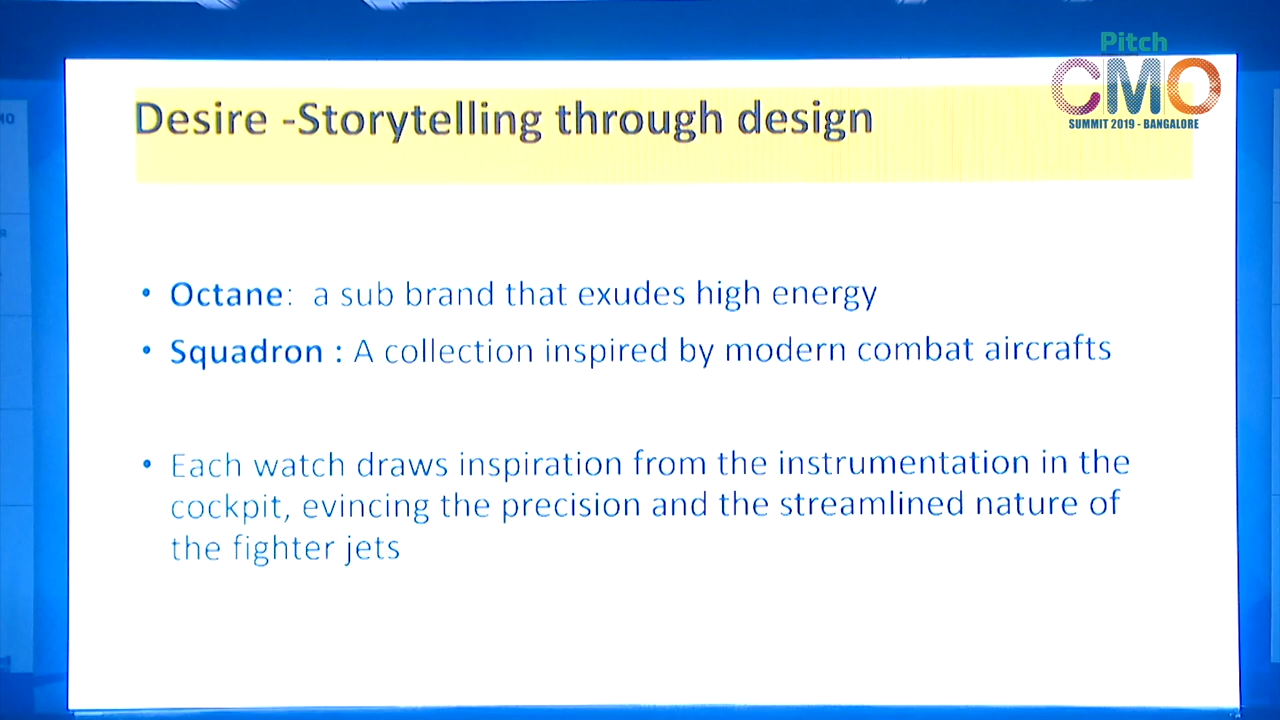 Pitch
CMO
SUMMIT 2019 - BANGALORE
Desire -Storytelling through design
• Octane: a sub brand that exudes high energy
• Squadron : A collection inspired by modern combat aircrafts
• Each watch draws inspiration from the instrumentation in the
cockpit, evincing the precision and the streamlined nature of
the fighter jets